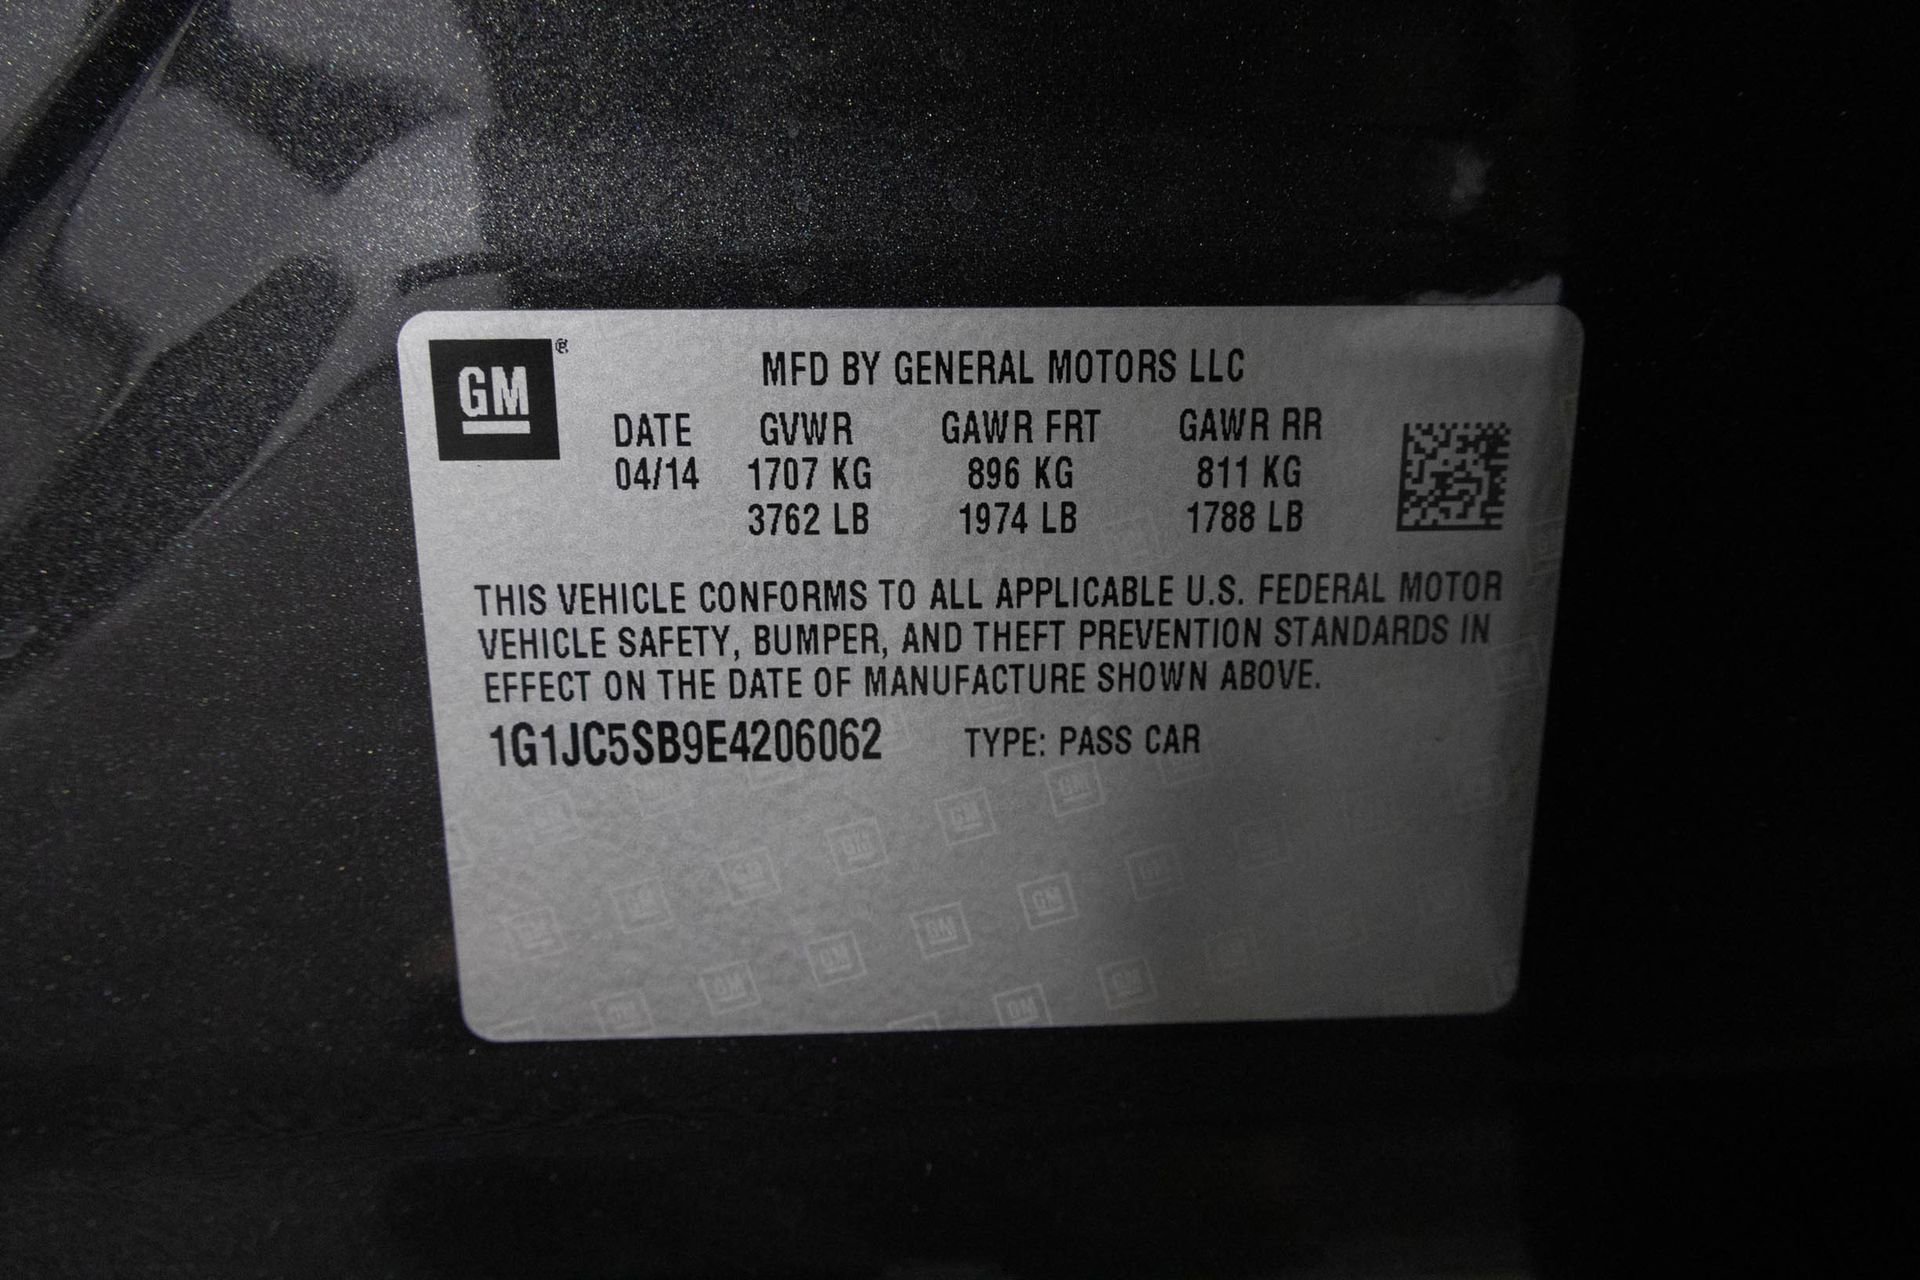 GM®
MFD BY GENERAL MOTORS LLC
DATE GVWR GAWR FRT GAWR RR
04/14 1707 KG 896 KG 811 KG
3762 LB 1974 LB 1788 LB
THIS VEHICLE CONFORMS TO ALL APPLICABLE U.S. FEDERAL MOTOR
VEHICLE SAFETY, BUMPER, AND THEFT PREVENTION STANDARDS IN
EFFECT ON THE DATE OF MANUFACTURE SHOWN ABOVE.
1G1JC5SB9E4206062 TYPE: PASS CAR